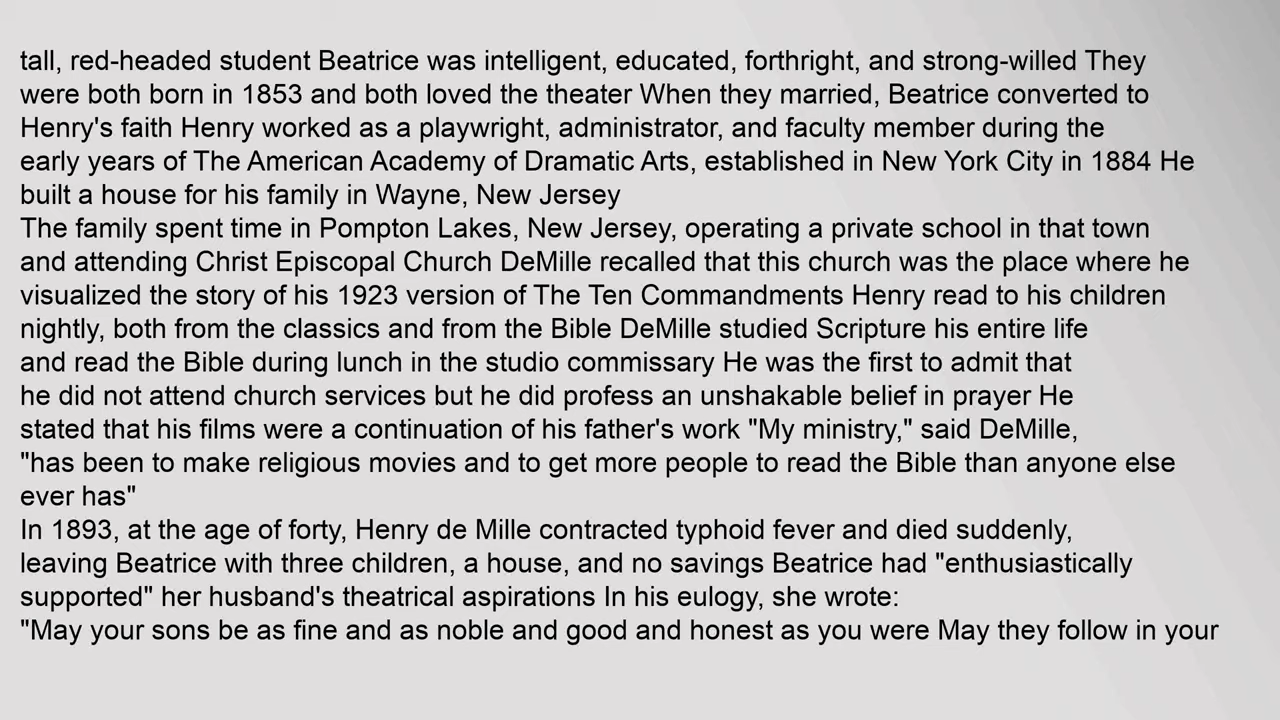 tall, red-headed student Beatrice was intelligent, educated, forthright, and strong-willed They
were both born in 1853 and both loved the theater When they married, Beatrice converted to
Henry's faith Henry worked as a playwright, administrator, and faculty member during the
early years of The American Academy of Dramatic Arts, established in New York City in 1884 He
built a house for his family in Wayne, New Jersey
The family spent time in Pompton Lakes, New Jersey, operating a private school in that town
and attending Christ Episcopal Church DeMille recalled that this church was the place where he
visualized the story of his 1923 version of The Ten Commandments Henry read to his children
nightly, both from the classics and from the Bible DeMille studied Scripture his entire life
and read the Bible during lunch in the studio commissary He was the first to admit that
he did not attend church services but he did profess an unshakable belief in prayer He
stated that his films were a continuation of his father's work "My ministry," said DeMille,
"has been to make religious movies and to get more people to read the Bible than anyone else
ever has"
In 1893, at the age of forty, Henry de Mille contracted typhoid fever and died suddenly,
leaving Beatrice with three children, a house, and no savings Beatrice had "enthusiastically
supported" her husband's theatrical aspirations In his eulogy, she wrote:
"May your sons be as fine and as noble and good and honest as you were May they follow in your